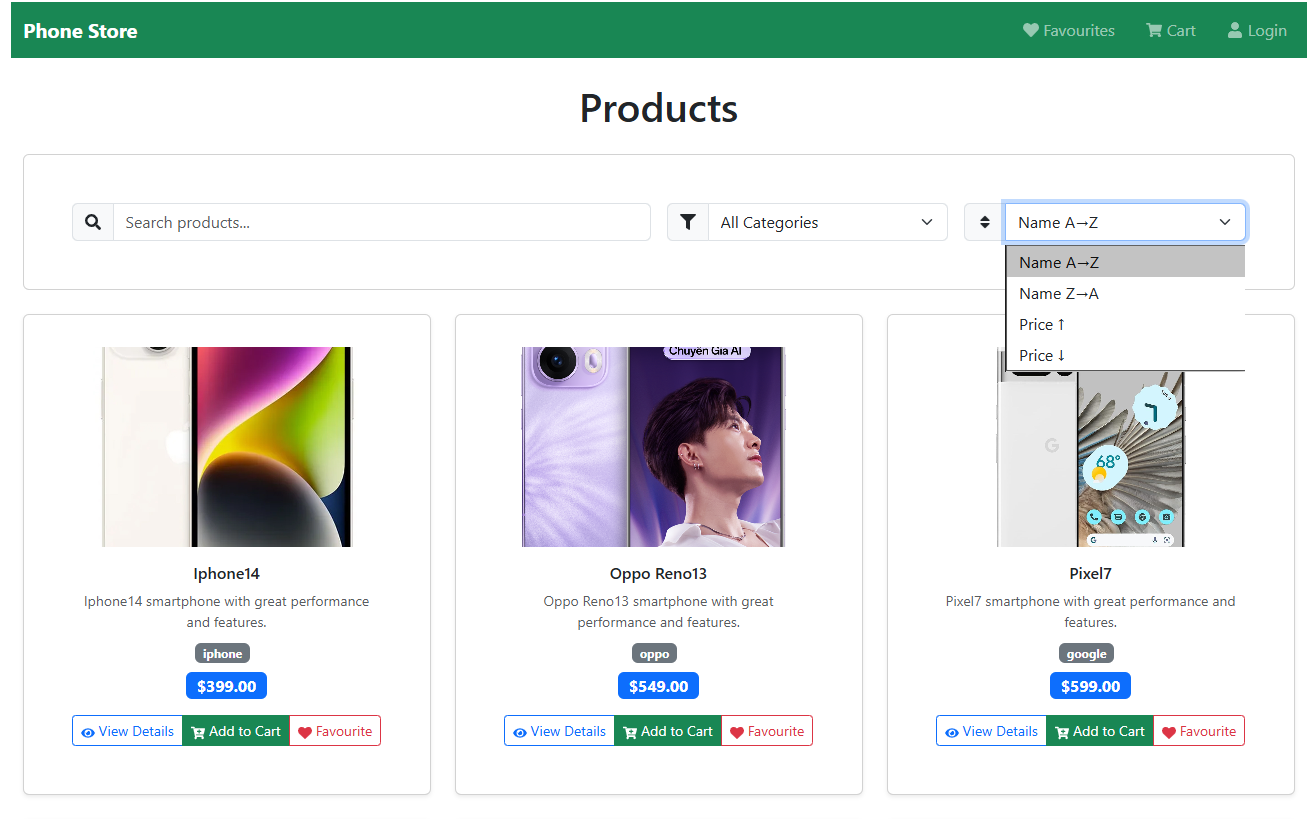 Phone Store
Favourites
Cart
Login
Products
Search products...
All Categories
Name A→Z
Name A→Z
Name Z→A
Price ↑
Price ↓
Chuyên Gia AI
68°
G
G
Iphone14
Iphone14 smartphone with great performance
and features.
iphone
$399.00
View Details
Add to Cart
Favourite
Oppo Reno13
Oppo Reno13 smartphone with great
performance and features.
oppo
$549.00
View Details
Add to Cart
Favourite
Pixel7
Pixel7 smartphone with great performance and
features.
google
$599.00
View Details
Add to Cart
Favourite